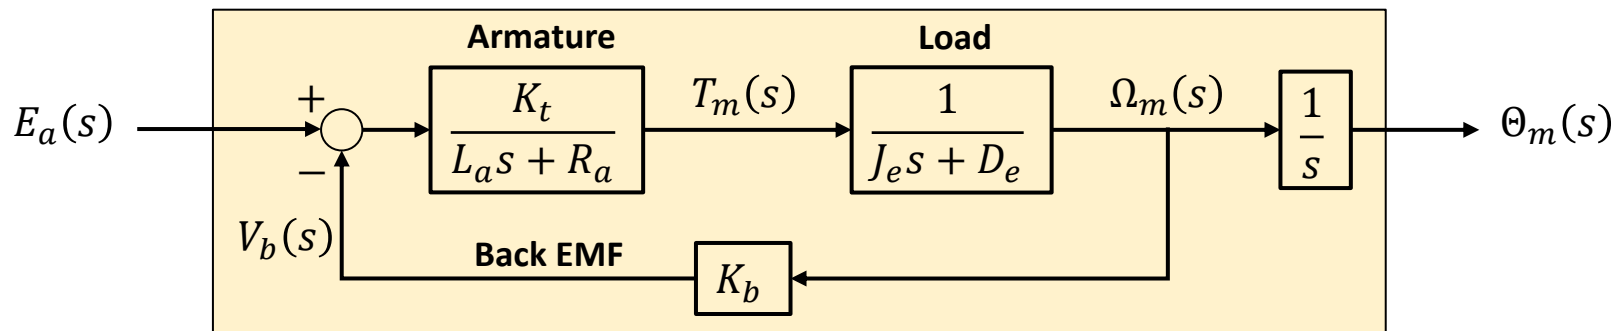 Armature
Load
E_a(s)
+
−
K_t / (L_a s + R_a)
T_m(s)
1 / (J_e s + D_e)
Ω_m(s)
1 / s
Θ_m(s)
V_b(s)
Back EMF
K_b